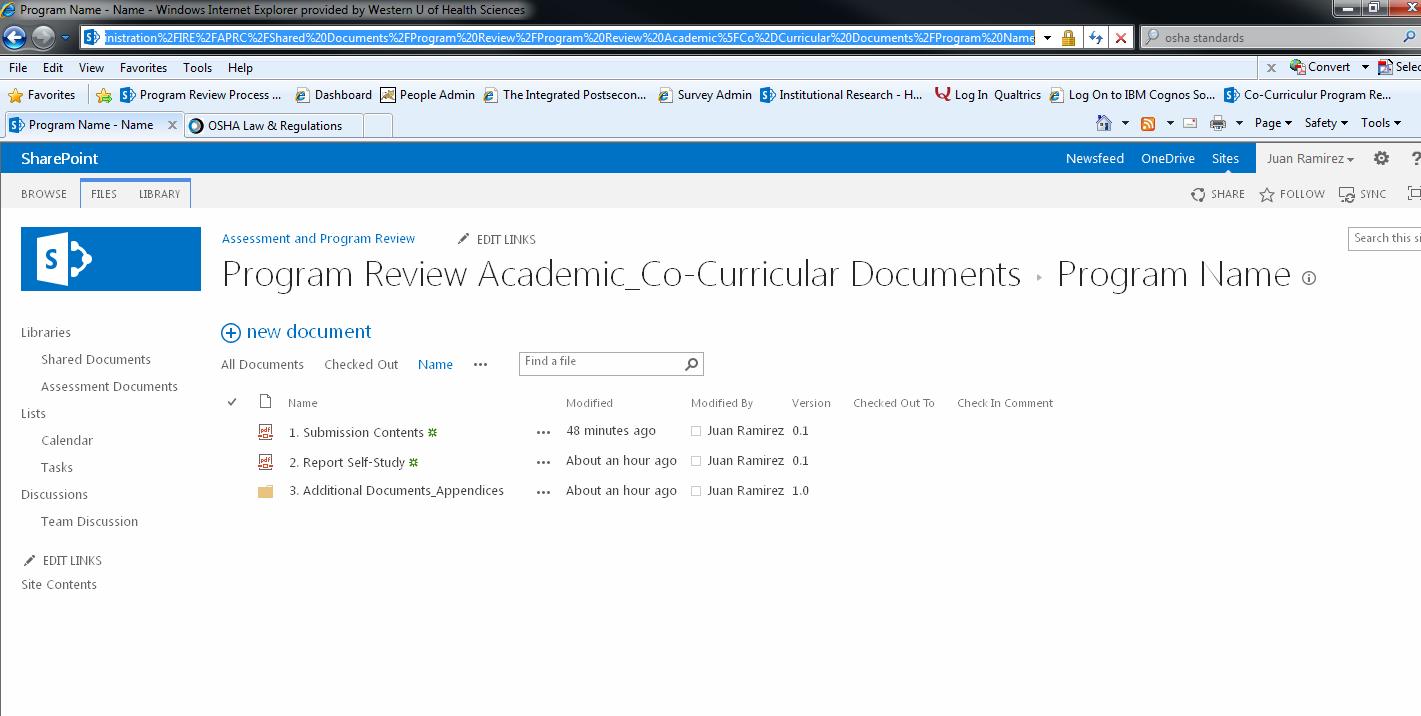 Program Name - Name - Windows Internet Explorer provided by Western U of Health Sciences
inistration%2FIRE%2FAPRC%2FShared%20Documents%2FProgram%20Review%2FProgram%20Review%20Academic%5FCo%2DCurricular%20Documents%2FProgram%20Name
osha standards
File Edit View Favorites Tools Help
x Convert Selec
Favorites Program Review Process ... Dashboard People Admin The Integrated Postsecon... Survey Admin Institutional Research - H... Log In Qualtrics Log On to IBM Cognos So... Co-Curriculur Program Re...
Program Name - Name x OSHA Law & Regulations
Page Safety Tools
SharePoint Newsfeed OneDrive Sites Juan Ramirez ?
BROWSE FILES LIBRARY SHARE FOLLOW SYNC
S Assessment and Program Review EDIT LINKS Search this si
Program Review Academic_Co-Curricular Documents ▸ Program Name i
Libraries
Shared Documents
Assessment Documents
Lists
Calendar
Tasks
Discussions
Team Discussion
EDIT LINKS
Site Contents
+ new document
All Documents Checked Out Name ••• Find a file
✓ Name Modified Modified By Version Checked Out To Check In Comment
pdf 1. Submission Contents ... 48 minutes ago Juan Ramirez 0.1
pdf 2. Report Self-Study ... About an hour ago Juan Ramirez 0.1
3. Additional Documents_Appendices ... About an hour ago Juan Ramirez 1.0